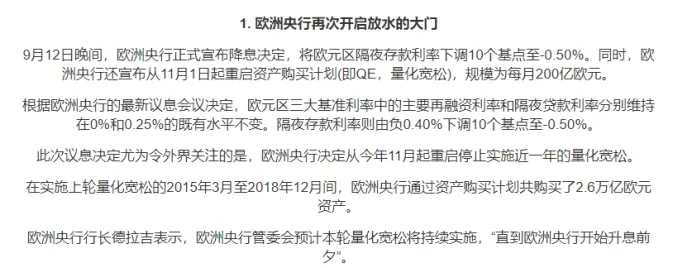 1. 欧洲央行再次开启放水的大门
9月12日晚间，欧洲央行正式宣布降息决定，将欧元区隔夜存款利率下调10个基点至-0.50%。同时，欧
洲央行还宣布从11月1日起重启资产购买计划(即QE，量化宽松)，规模为每月200亿欧元。
根据欧洲央行的最新议息会议决定，欧元区三大基准利率中的主要再融资利率和隔夜贷款利率分别维持
在0%和0.25%的既有水平不变。隔夜存款利率则由负0.40%下调10个基点至-0.50%。
此次议息决定尤为令外界关注的是，欧洲央行决定从今年11月起重启停止实施近一年的量化宽松。
在实施上轮量化宽松的2015年3月至2018年12月间，欧洲央行通过资产购买计划共购买了2.6万亿欧元
资产。
欧洲央行行长德拉吉表示，欧洲央行管委会预计本轮量化宽松将持续实施，“直到欧洲央行开始升息前
夕”。